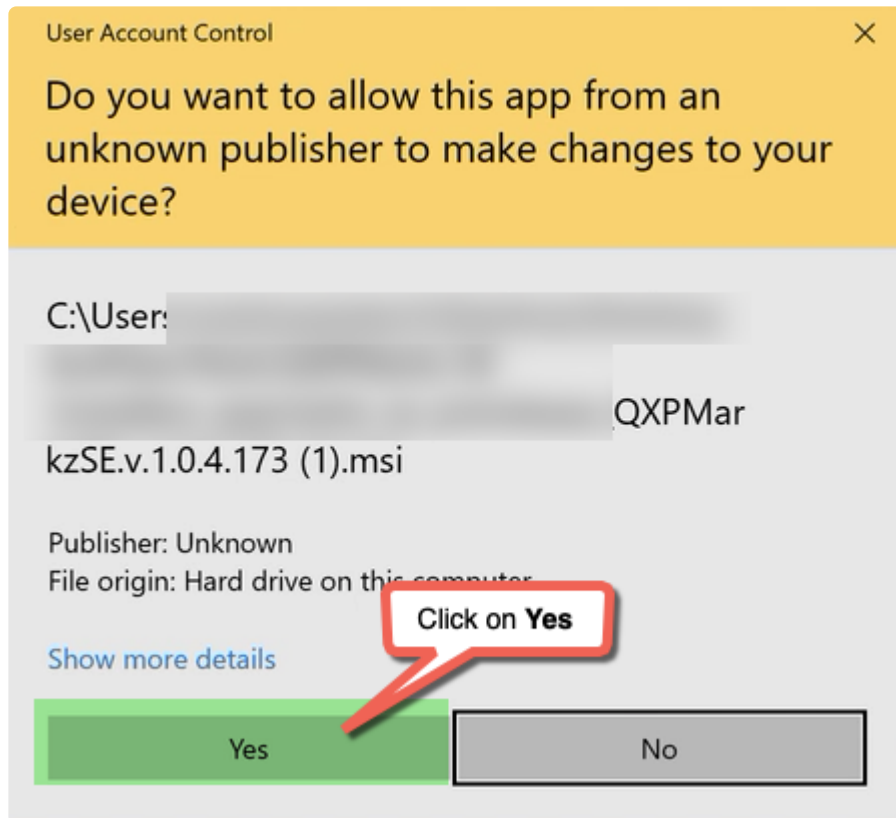 User Account Control
Do you want to allow this app from an
unknown publisher to make changes to your
device?
C:\Users
QXPMar
kzSE.v.1.0.4.173 (1).msi
Publisher: Unknown
File origin: Hard drive on this computer
Click on Yes
Show more details
Yes
No